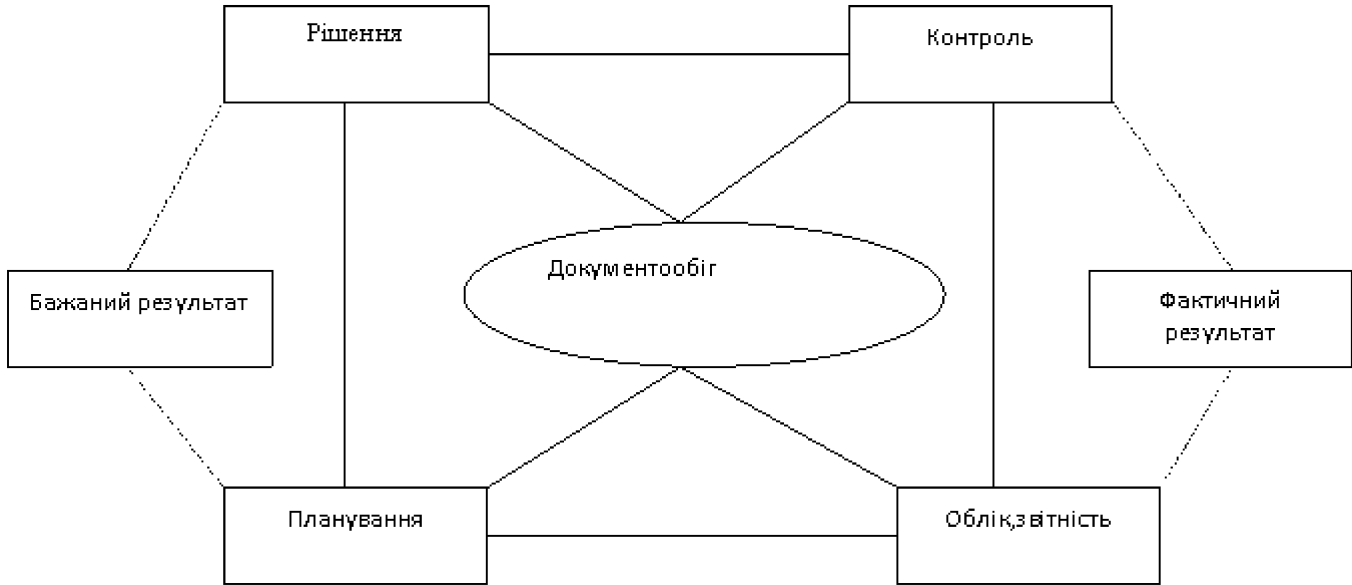 Рішення
Контроль
Документообіг
Бажаний результат
Фактичний
результат
Планування
Облік,звітність